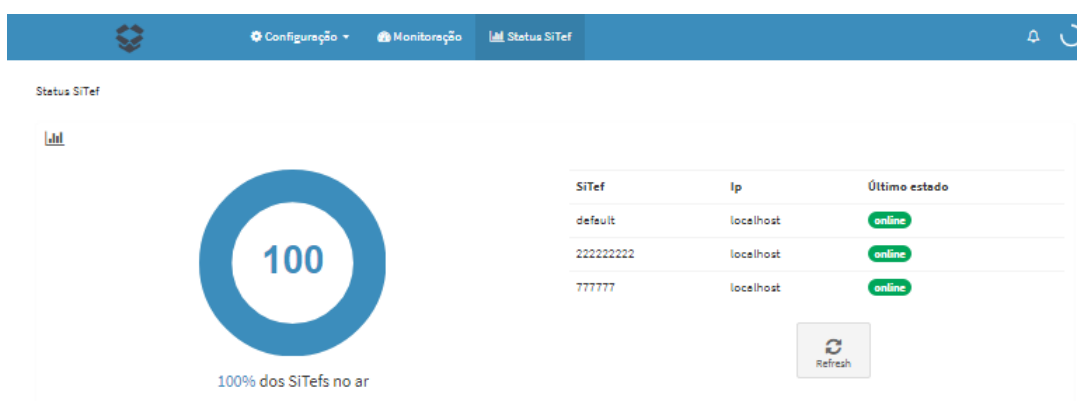 Configuração Monitoração Status SiTef
Status SiTef
100
100% dos SiTefs no ar
SiTef Ip Último estado
default localhost online
222222222 localhost online
777777 localhost online
Refresh